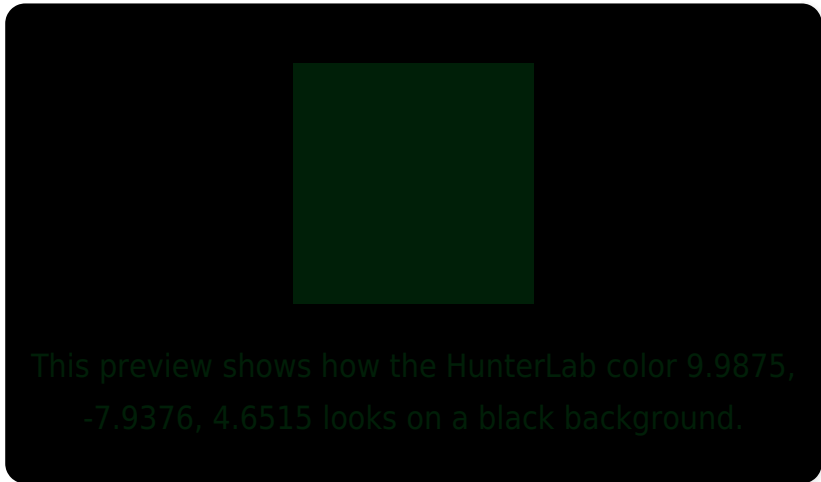 This preview shows how the HunterLab color 9.9875,
-7.9376, 4.6515 looks on a black background.